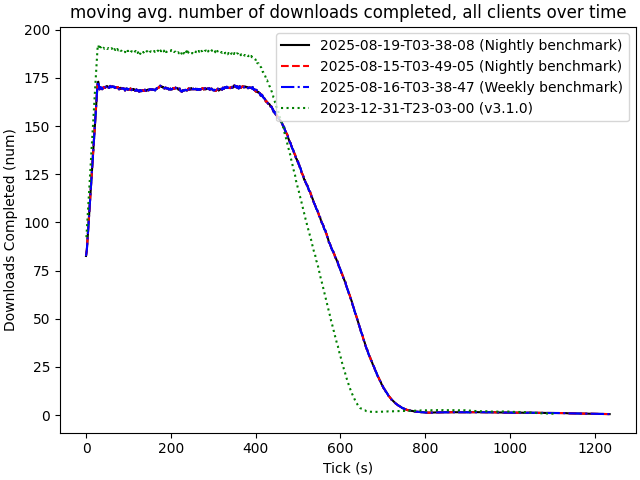 moving avg. number of downloads completed, all clients over time
2025-08-19-T03-38-08 (Nightly benchmark)
2025-08-15-T03-49-05 (Nightly benchmark)
2025-08-16-T03-38-47 (Weekly benchmark)
2023-12-31-T23-03-00 (v3.1.0)
Downloads Completed (num)
200
175
150
125
100
75
50
25
0
0 200 400 600 800 1000 1200
Tick (s)